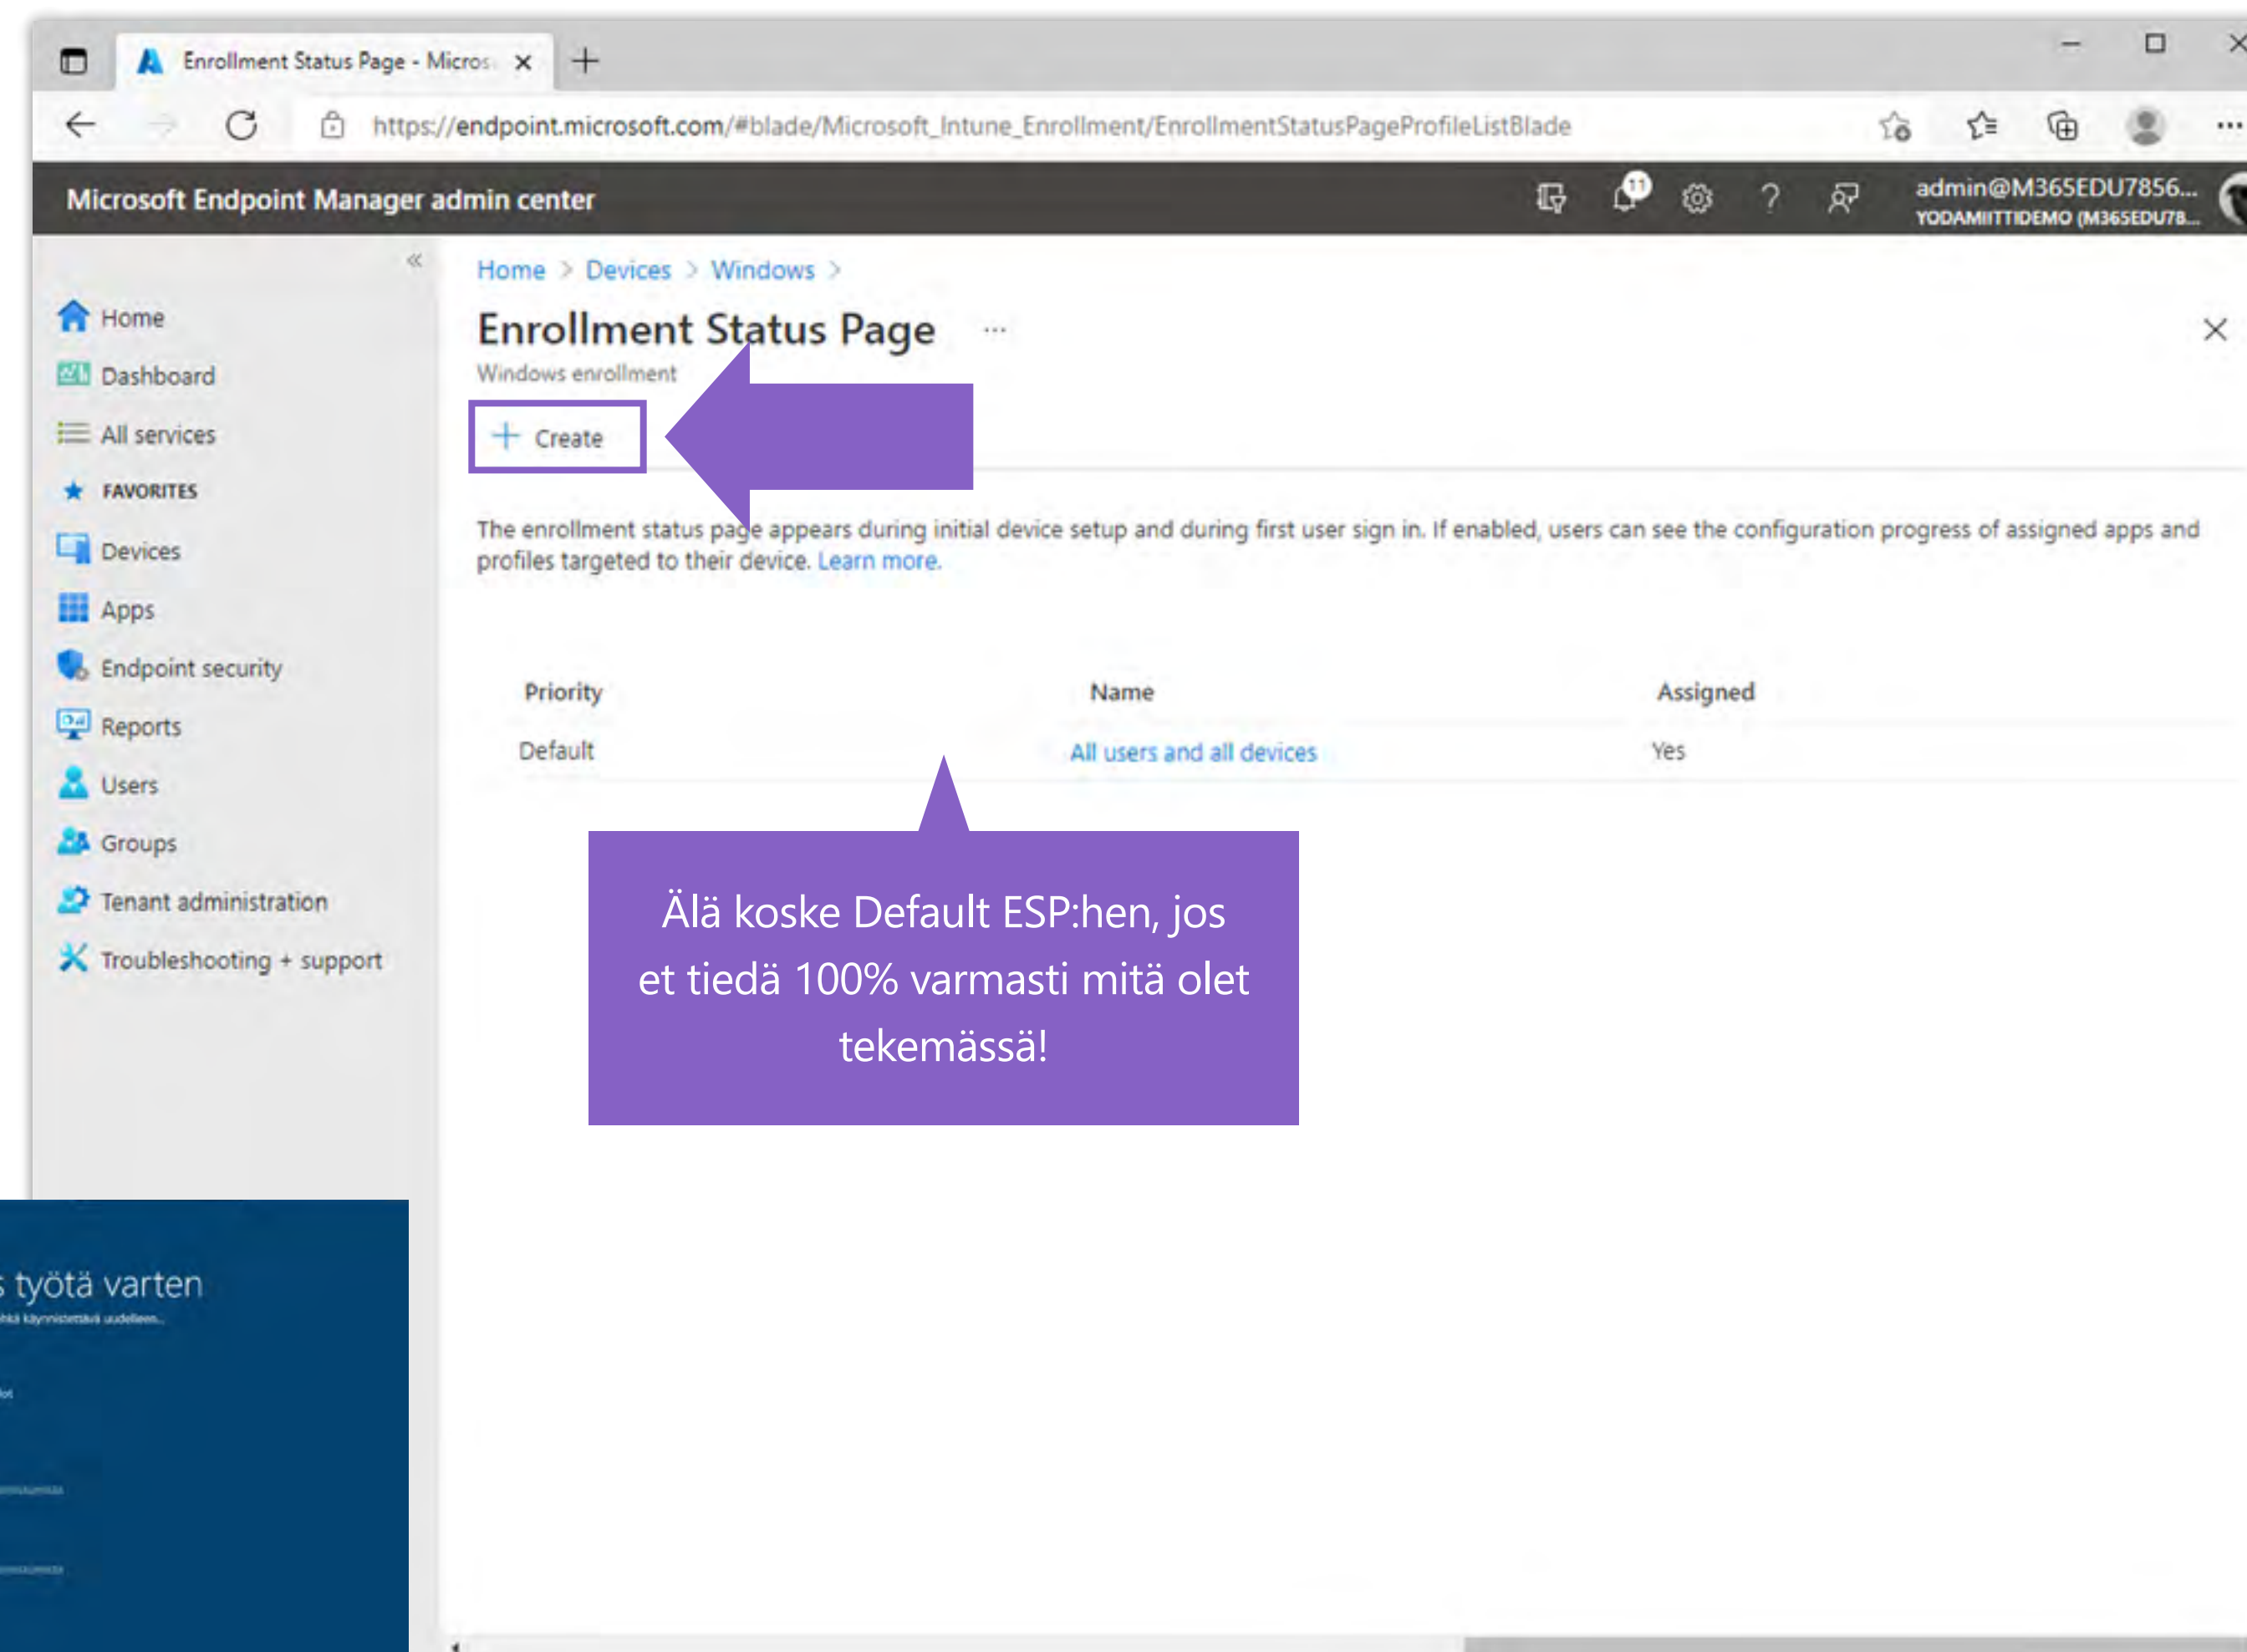 Enrollment Status Page - Micros
https://endpoint.microsoft.com/#blade/Microsoft_Intune_Enrollment/EnrollmentStatusPageProfileListBlade
Microsoft Endpoint Manager admin center
11
admin@M365EDU7856...
YODAMIITTIDEMO (M365EDU78...
Home > Devices > Windows >
Enrollment Status Page ...
Windows enrollment
Create
Home
Dashboard
All services
FAVORITES
Devices
Apps
Endpoint security
Reports
Users
Groups
Tenant administration
Troubleshooting + support
The enrollment status page appears during initial device setup and during first user sign in. If enabled, users can see the configuration progress of assigned apps and
profiles targeted to their device. Learn more.
Priority Name Assigned
Default All users and all devices Yes
Älä koske Default ESP:hen, jos
et tiedä 100% varmasti mitä olet
tekemässä!
s työtä varten
käynnistettävä uudelleen...